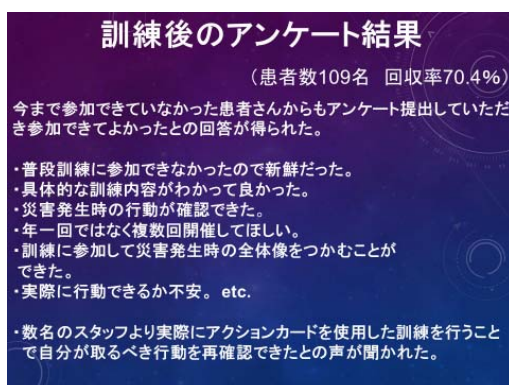 訓練後のアンケート結果
（患者数109名　回収率70.4%）
今まで参加できていなかった患者さんからもアンケート提出していただ
き参加できてよかったとの回答が得られた。
・普段訓練に参加できなかったので新鮮だった。
・具体的な訓練内容がわかって良かった。
・災害発生時の行動が確認できた。
・年一回ではなく複数回開催してほしい。
・訓練に参加して災害発生時の全体像をつかむことが
できた。
・実際に行動できるか不安。 etc.
・数名のスタッフより実際にアクションカードを使用した訓練を行うこと
で自分が取るべき行動を再確認できたとの声が聞かれた。